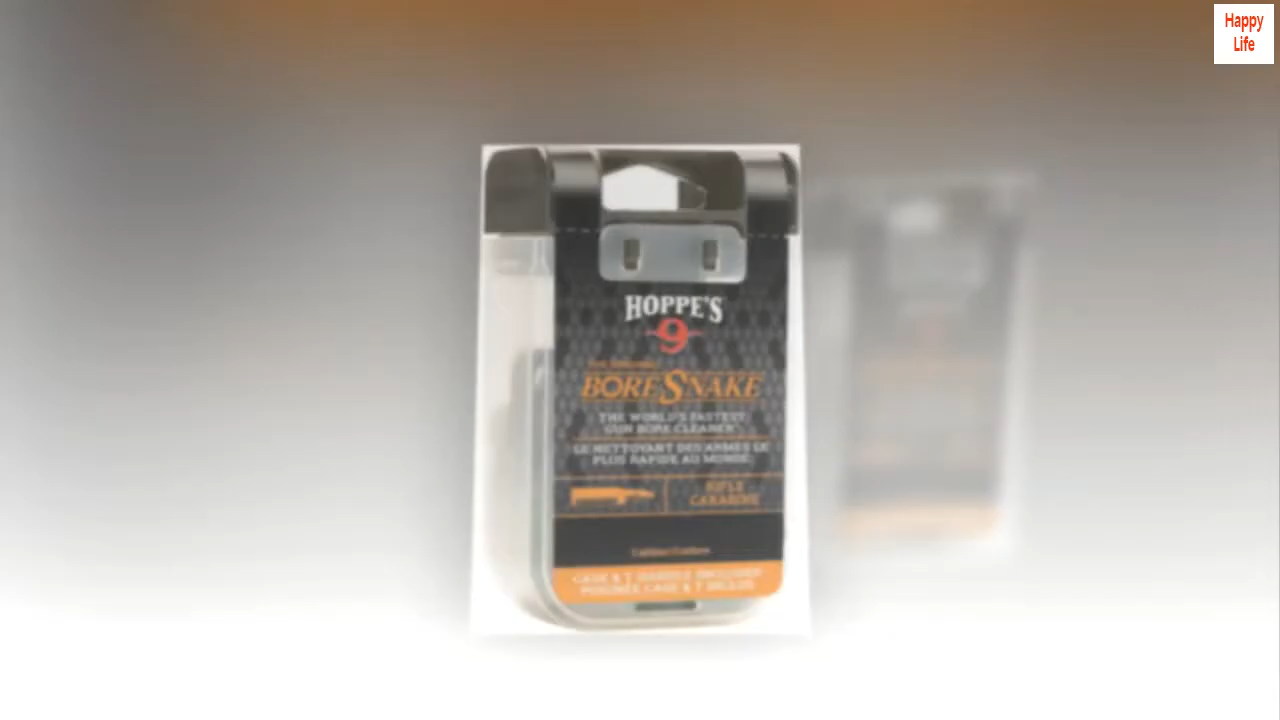 Happy
Life
HOPPE'S
9
BORESNAKE
THE WORLD'S FASTEST
GUN BORE CLEANER
LE NETTOYANT DES ARMES LE
PLUS RAPIDE AU MONDE
RIFLE
CARABINE